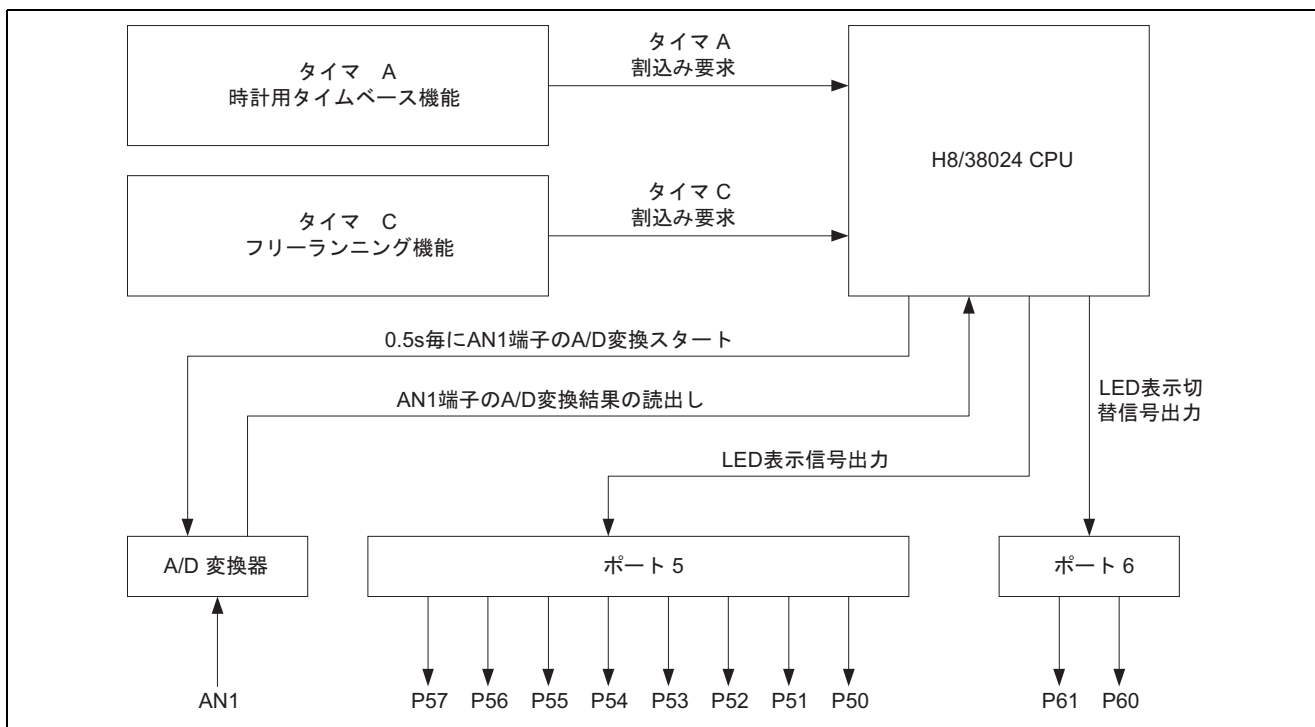 タイマ A
時計用タイムベース機能
タイマ A
割込み要求
H8/38024 CPU
タイマ C
フリーランニング機能
タイマ C
割込み要求
0.5s毎にAN1端子のA/D変換スタート
AN1端子のA/D変換結果の読出し
LED表示切
替信号出力
LED表示信号出力
A/D 変換器
ポート 5
ポート 6
AN1
P57 P56 P55 P54 P53 P52 P51 P50
P61 P60